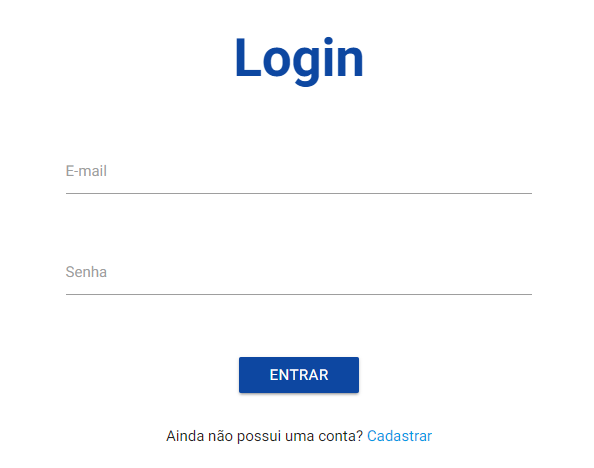 Login
E-mail
Senha
ENTRAR
Ainda não possui uma conta? Cadastrar